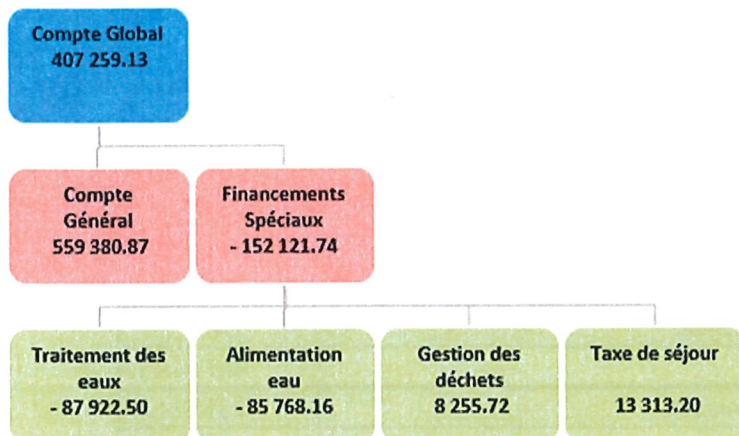 Compte Global
407 259.13
Compte
Général
559 380.87
Financements
Spéciaux
- 152 121.74
Traitement des
eaux
- 87 922.50
Alimentation
eau
- 85 768.16
Gestion des
déchets
8 255.72
Taxe de séjour
13 313.20